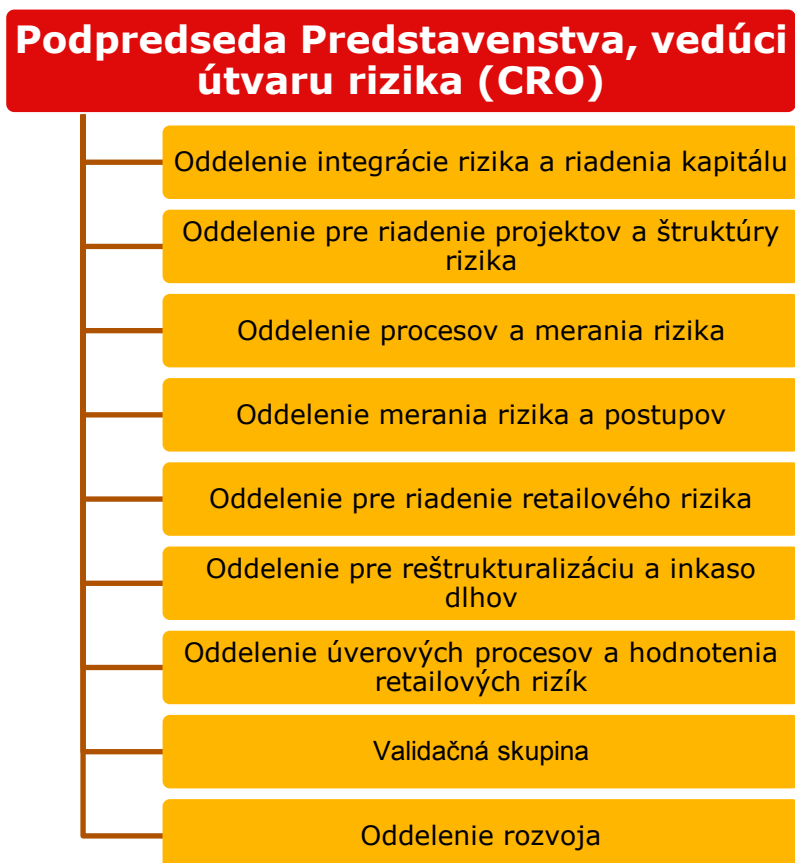 Podpredseda Predstavenstva, vedúci
útvaru rizika (CRO)
Oddelenie integrácie rizika a riadenia kapitálu
Oddelenie pre riadenie projektov a štruktúry
rizika
Oddelenie procesov a merania rizika
Oddelenie merania rizika a postupov
Oddelenie pre riadenie retailového rizika
Oddelenie pre reštrukturalizáciu a inkaso
dlhov
Oddelenie úverových procesov a hodnotenia
retailových rizík
Validačná skupina
Oddelenie rozvoja